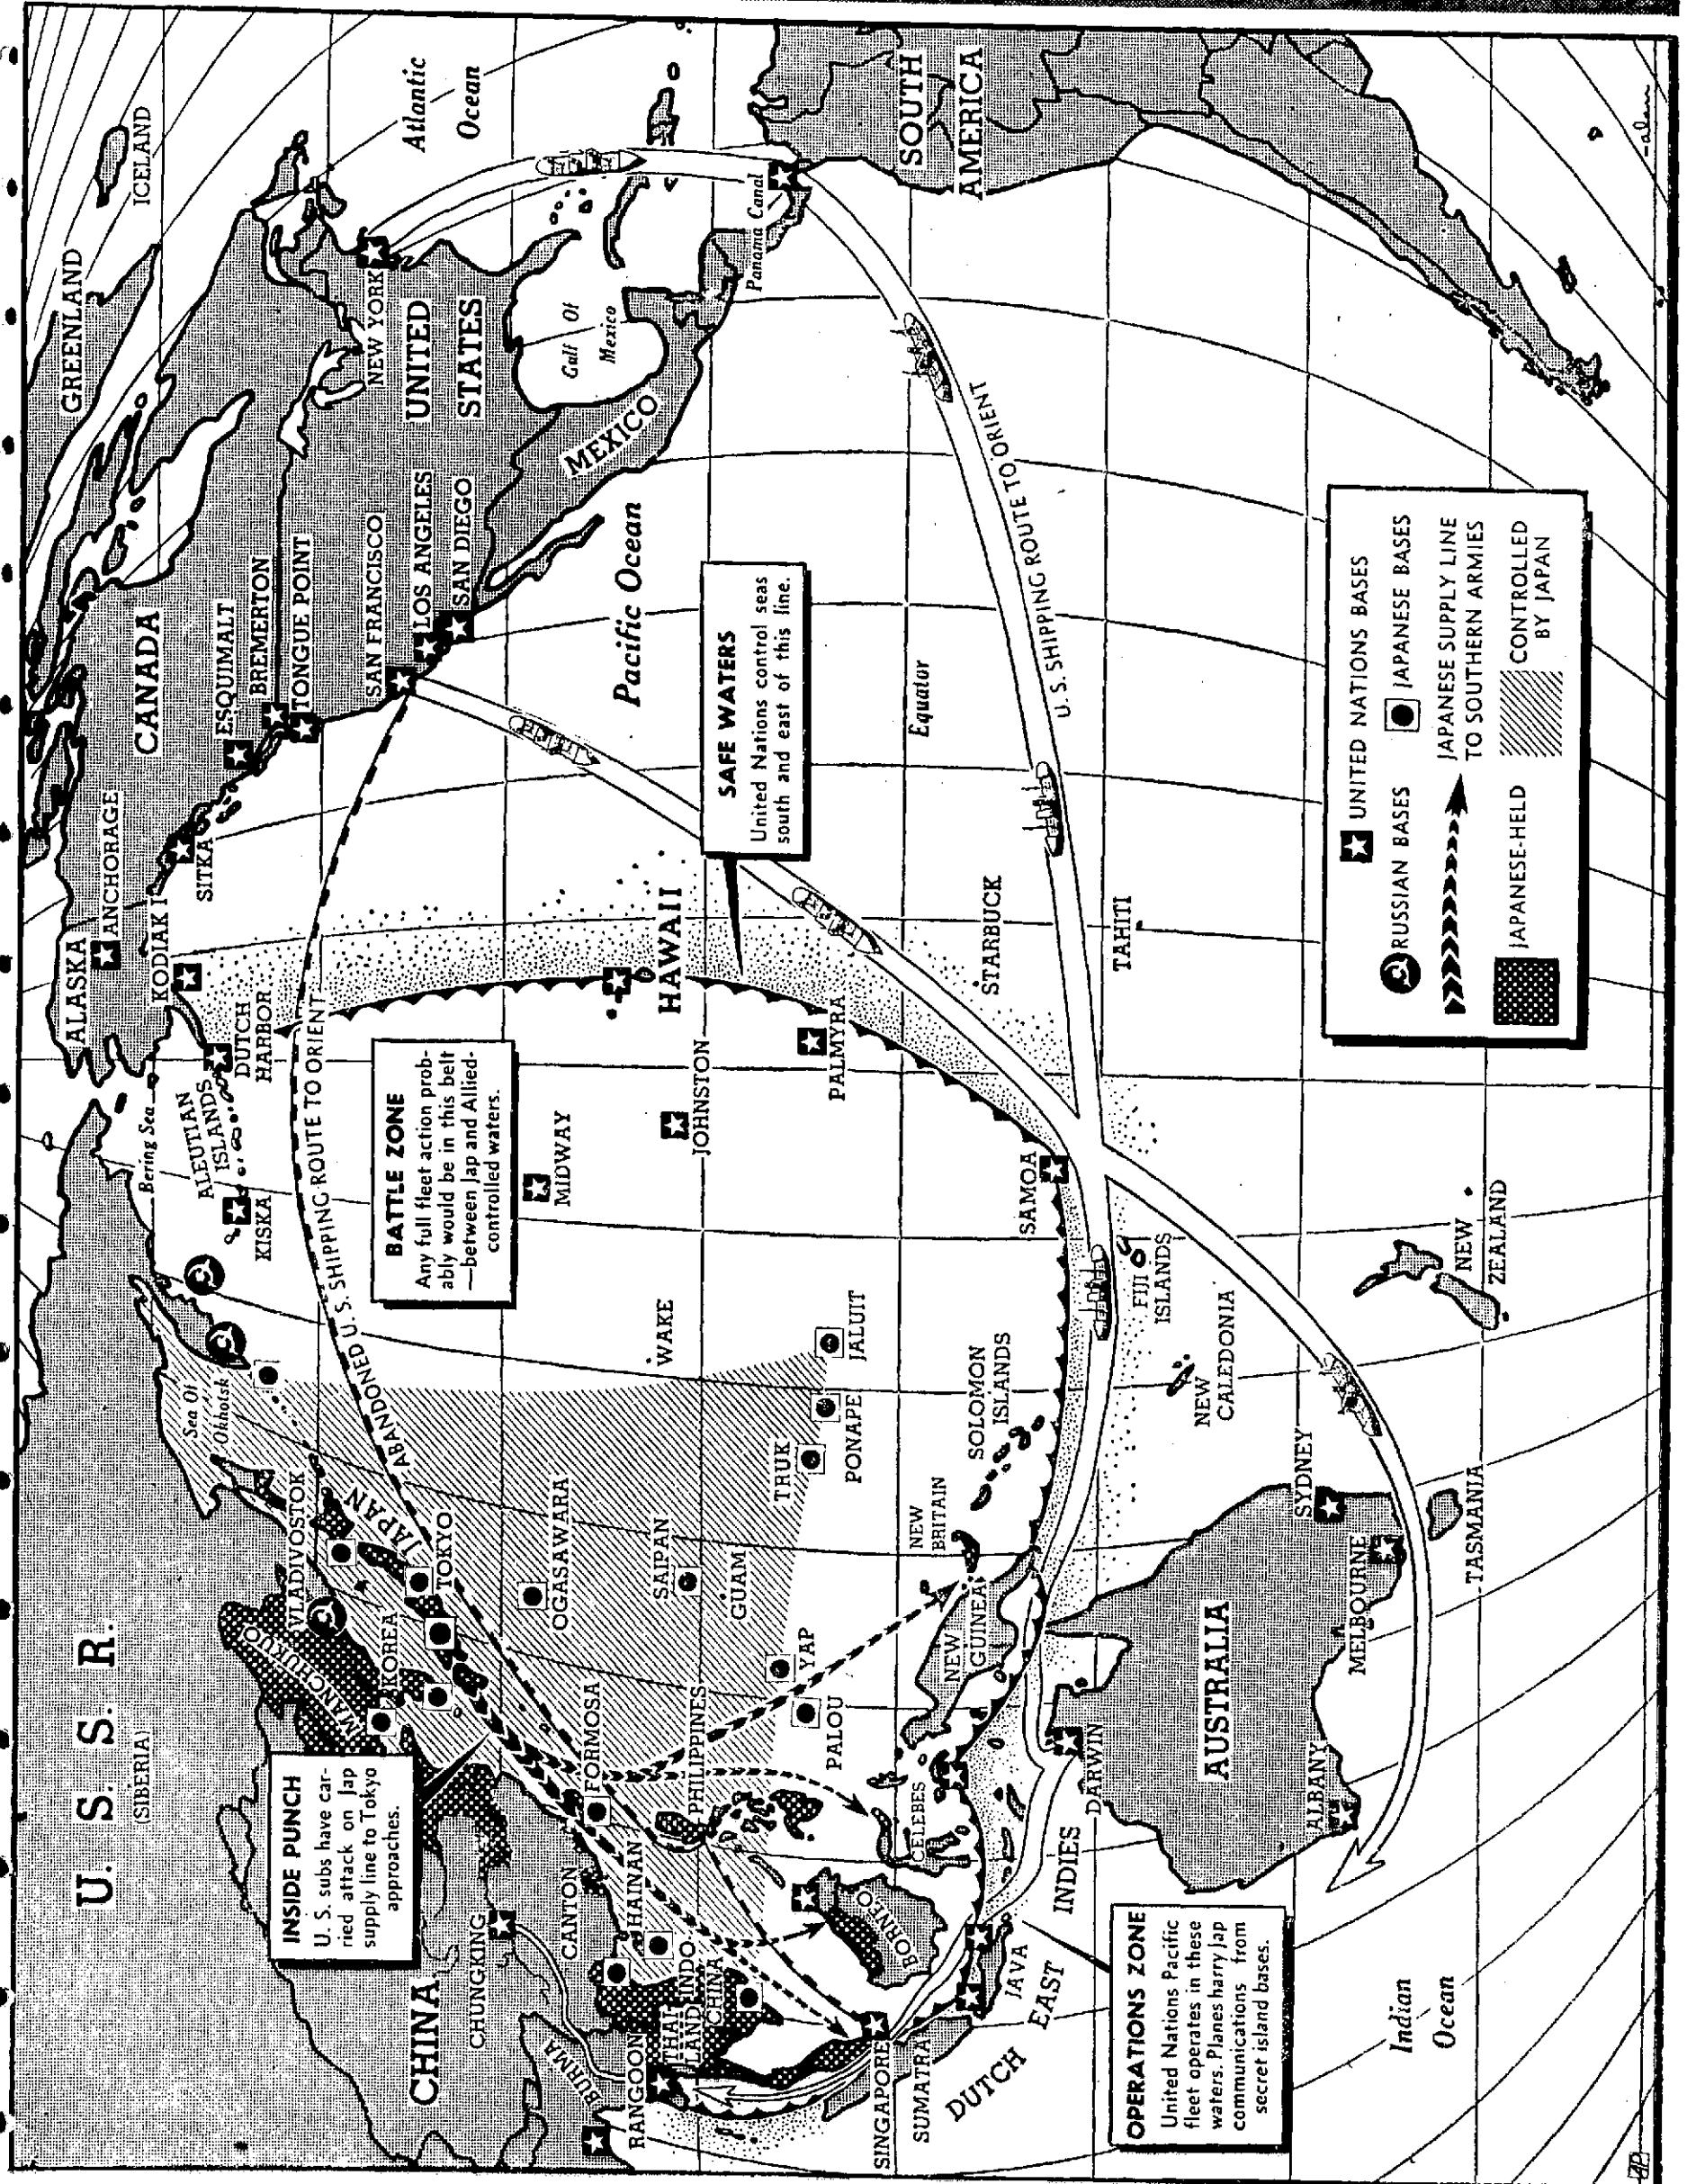 GREENLAND
ICELAND
ALASKA
ANCHORAGE
KODIAK I.
SITKA
CANADA
ESQUIMALT
BREMERTON
TONGUE POINT
SAN FRANCISCO
LOS ANGELES
SAN DIEGO
UNITED
STATES
NEW YORK
Atlantic
Ocean
Gulf Of
Mexico
MEXICO
Panama Canal
SOUTH
AMERICA
Pacific Ocean
U. S. S. R.
(SIBERIA)
Bering Sea
ALEUTIAN
ISLANDS
DUTCH
HARBOR
KISKA
Sea Of
Okhotsk
ABANDONED U. S. SHIPPING ROUTE TO ORIENT
BATTLE ZONE
Any full fleet action prob-
ably would be in this belt
—between Jap and Allied-
controlled waters.
SAFE WATERS
United Nations control seas
south and east of this line.
INSIDE PUNCH
U. S. subs have car-
ried attack on Jap
supply line to Tokyo
approaches.
VLADIVOSTOK
MANCHUKUO
KOREA
JAPAN
TOKYO
CHINA
CHUNGKING
CANTON
HAINAN
FORMOSA
OGASAWARA
SAIPAN
GUAM
WAKE
MIDWAY
HAWAII
JOHNSTON
PALMYRA
BURMA
RANGOON
THAI
LAND
INDO
CHINA
PHILIPPINES
YAP
PALOU
TRUK
PONAPE
JALUIT
Equator
STARBUCK
U. S. SHIPPING ROUTE TO ORIENT
TAHITI
SAMOA
FIJI
ISLANDS
SOLOMON
ISLANDS
NEW
BRITAIN
NEW
GUINEA
CELEBES
BORNEO
SINGAPORE
SUMATRA
JAVA
DUTCH
EAST
INDIES
DARWIN
NEW
CALEDONIA
AUSTRALIA
ALBANY
MELBOURNE
SYDNEY
TASMANIA
NEW
ZEALAND
OPERATIONS ZONE
United Nations Pacific
fleet operates in these
waters. Planes harry Jap
communications from
secret island bases.
Indian
Ocean
UNITED NATIONS BASES
RUSSIAN BASES
JAPANESE BASES
JAPANESE SUPPLY LINE
TO SOUTHERN ARMIES
JAPANESE-HELD
CONTROLLED
BY JAPAN
AP